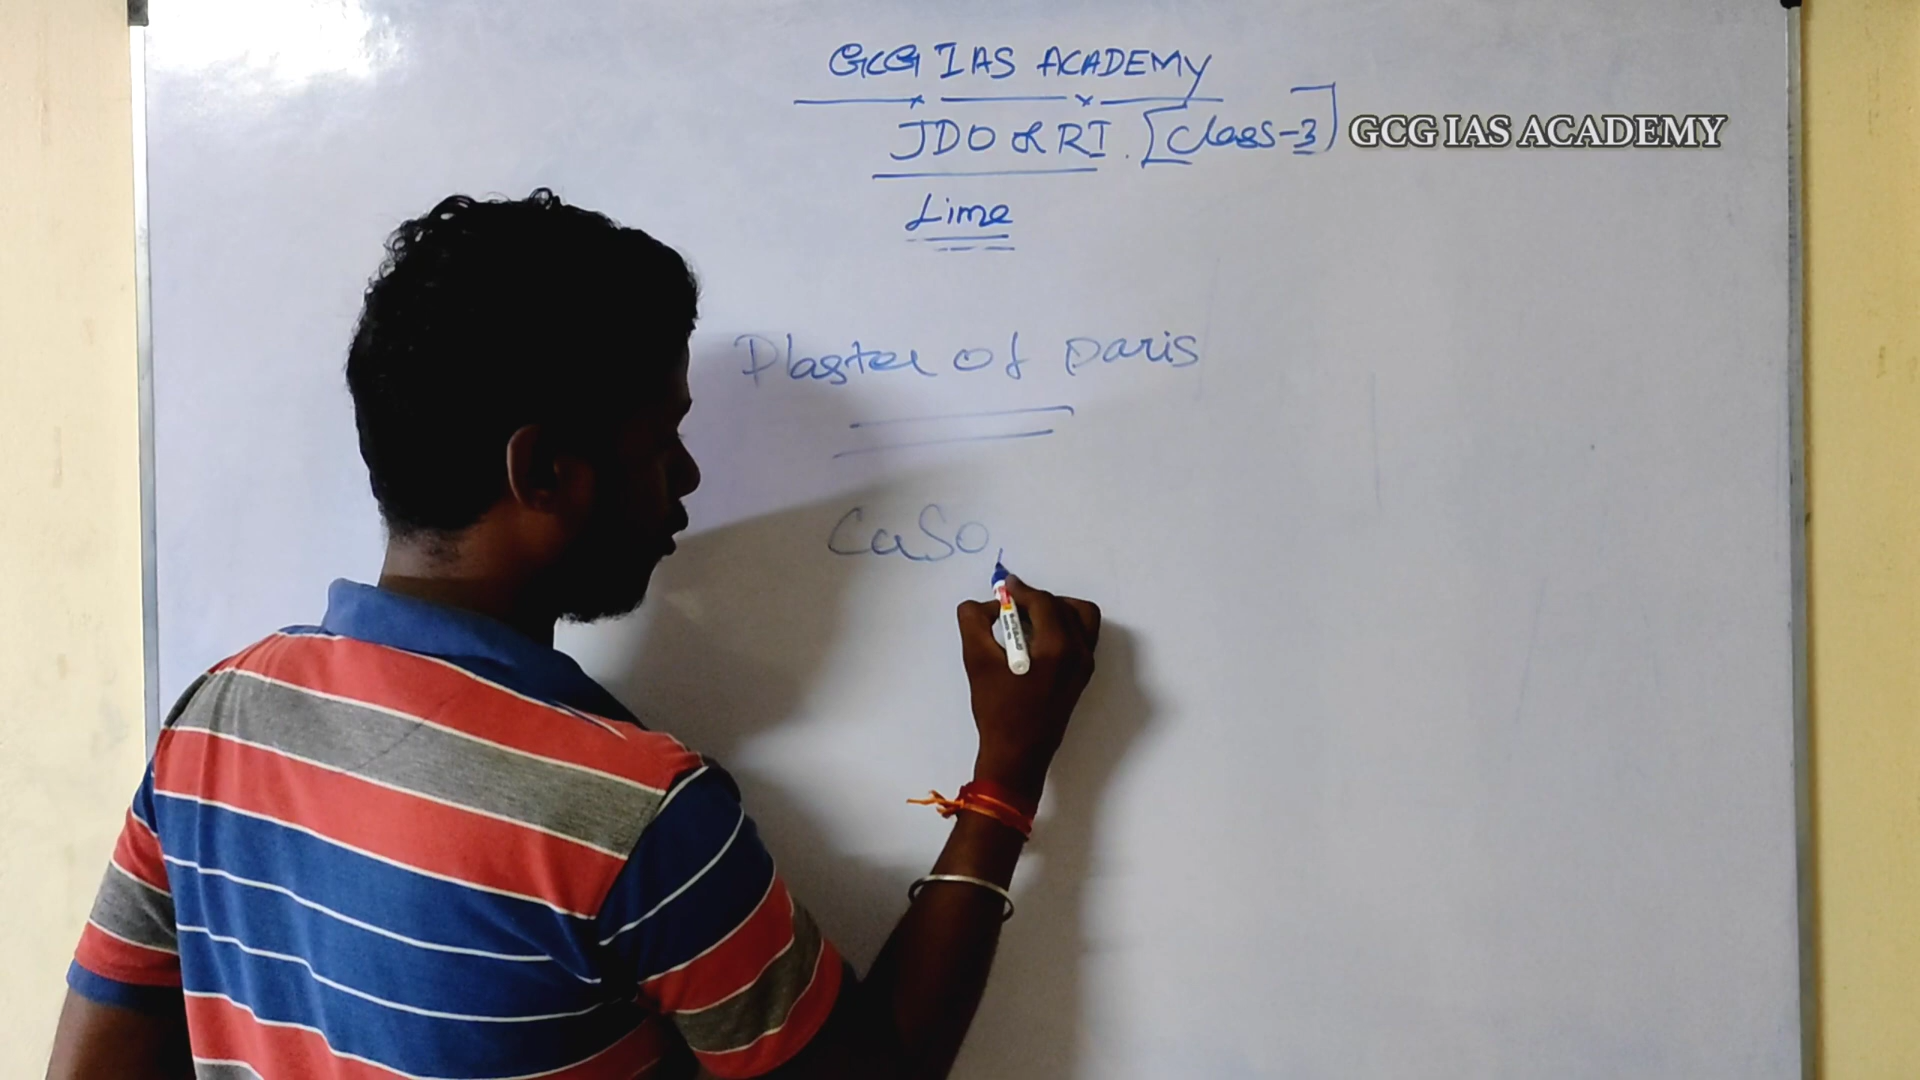 GCG IAS ACADEMY
JDO & RI. [Class-3]
GCG IAS ACADEMY
Lime
Plaster of paris
CaSO